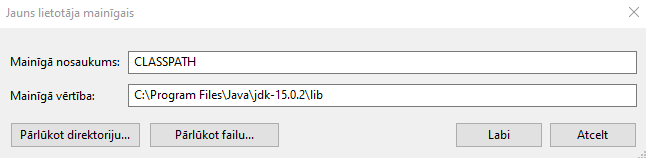 Jauns lietotāja mainīgais
Mainīgā nosaukums: CLASSPATH
Mainīgā vērtība: C:\Program Files\Java\jdk-15.0.2\lib
Pārlūkot direktoriju... Pārlūkot failu... Labi Atcelt